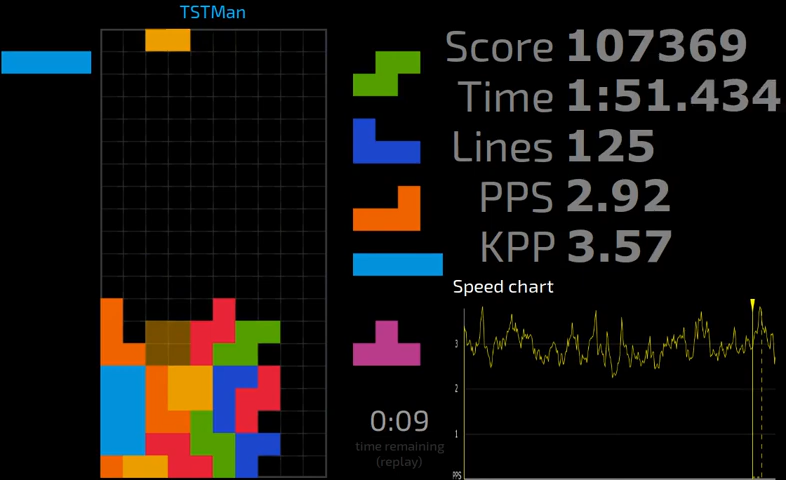 TSTMan
Score 107369
Time 1:51.434
Lines 125
PPS 2.92
KPP 3.57
Speed chart
3
2
1
PPS
0:09
time remaining
(replay)